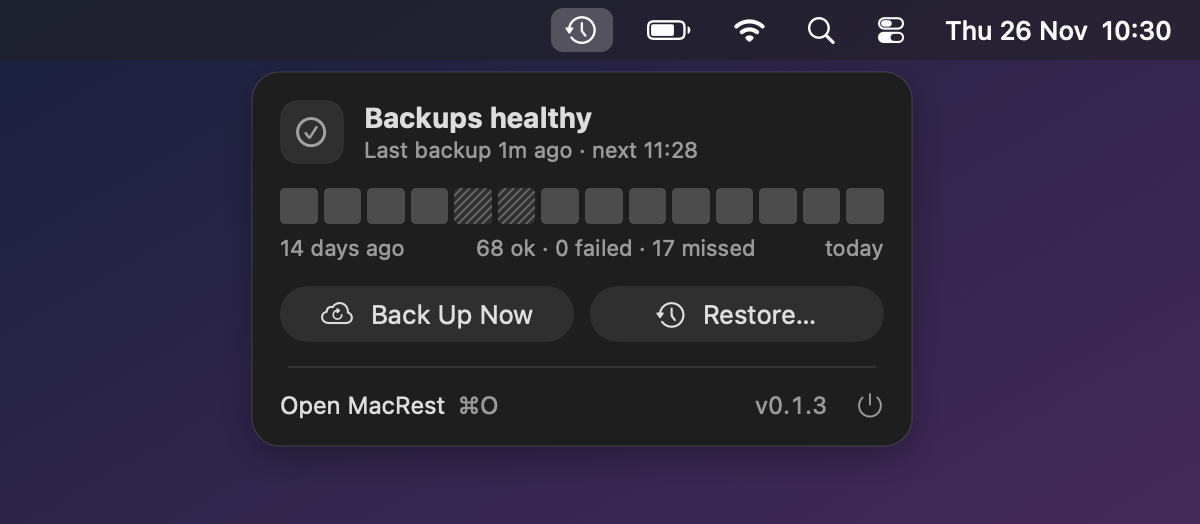 Thu 26 Nov 10:30
Backups healthy
Last backup 1m ago · next 11:28
14 days ago 68 ok · 0 failed · 17 missed today
Back Up Now Restore...
Open MacRest ⌘O v0.1.3